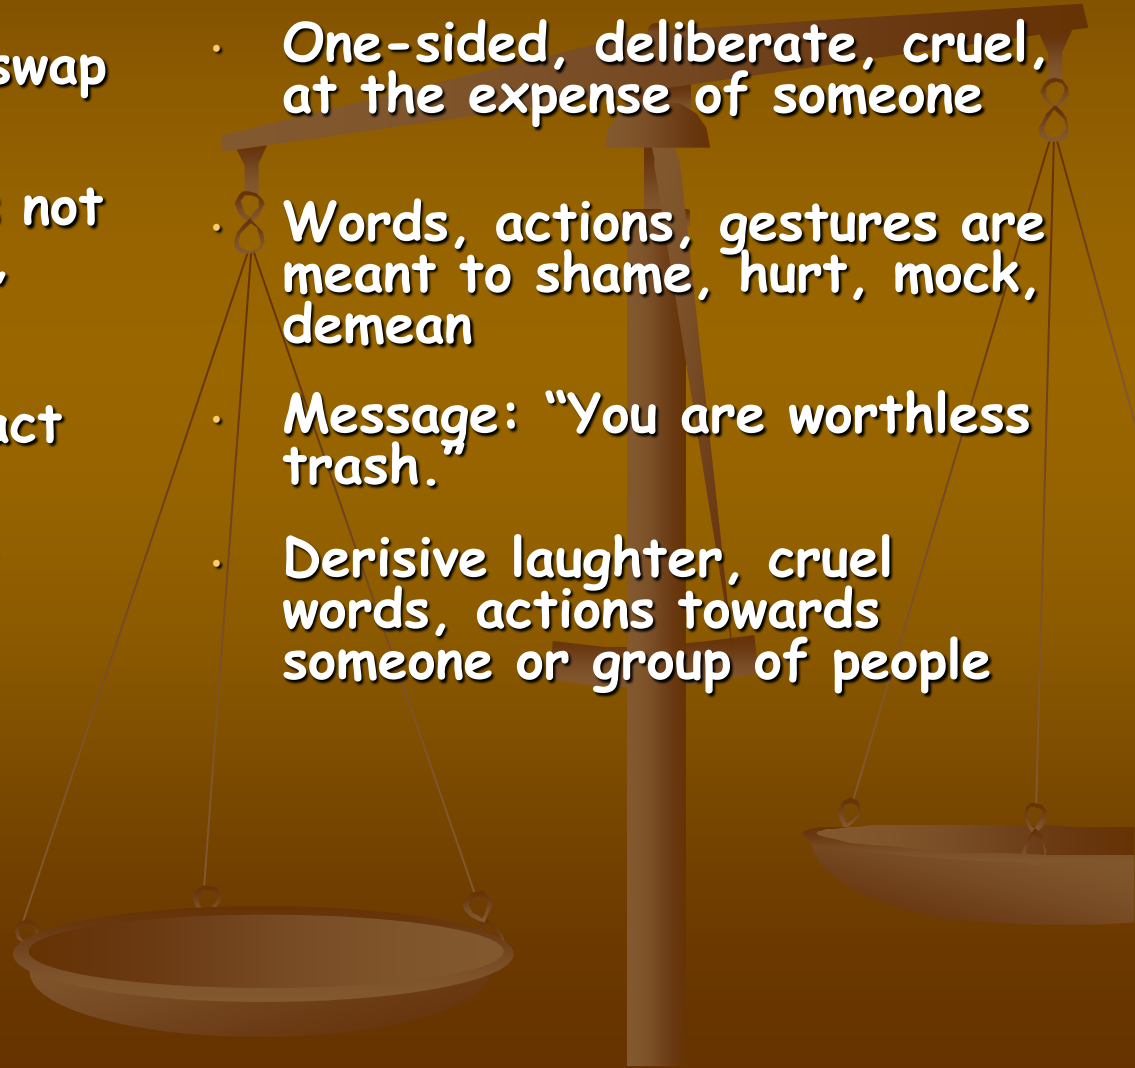 swap
not
One-sided, deliberate, cruel,
at the expense of someone
Words, actions, gestures are
meant to shame, hurt, mock,
demean
Message: “You are worthless
trash.”
Derisive laughter, cruel
words, actions towards
someone or group of people